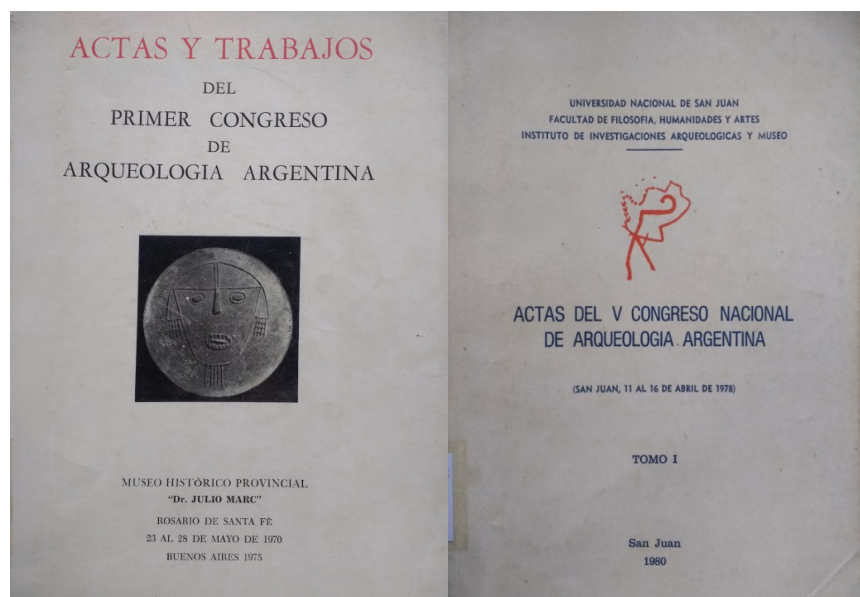 ACTAS Y TRABAJOS
DEL
PRIMER CONGRESO
DE
ARQUEOLOGIA ARGENTINA
MUSEO HISTÓRICO PROVINCIAL
"Dr. JULIO MARC"
ROSARIO DE SANTA FÉ
23 AL 28 DE MAYO DE 1970
BUENOS AIRES 1975
UNIVERSIDAD NACIONAL DE SAN JUAN
FACULTAD DE FILOSOFIA, HUMANIDADES Y ARTES
INSTITUTO DE INVESTIGACIONES ARQUEOLOGICAS Y MUSEO
ACTAS DEL V CONGRESO NACIONAL
DE ARQUEOLOGIA ARGENTINA
(SAN JUAN, 11 AL 16 DE ABRIL DE 1978)
TOMO I
San Juan
1980